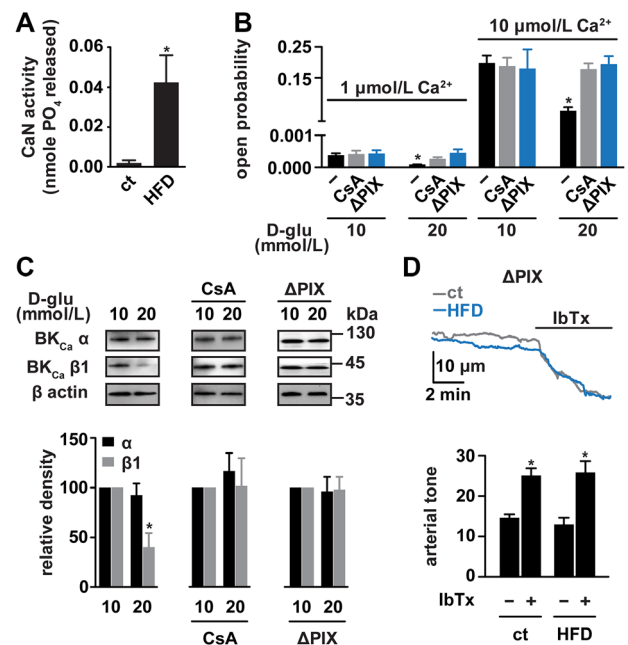 A
CaN activity
(nmole PO4 released)
0.06
0.04
0.02
0.00
*
ct
HFD
B
open probability
0.25
0.15
0.001
0.000
1 µmol/L Ca2+
10 µmol/L Ca2+
*
*
– CsA ΔPIX – CsA ΔPIX – CsA ΔPIX – CsA ΔPIX
D-glu
(mmol/L)
10 20 10 20
C
CsA ΔPIX
D-glu
(mmol/L)
10 20 10 20 10 20 kDa
BKCa α
130
BKCa β1
45
β actin
35
relative density
150
100
50
0
α
β1
*
10 20 10 20 10 20
CsA ΔPIX
D
ΔPIX
ct
HFD
IbTx
10 µm
2 min
arterial tone
30
20
10
0
* *
IbTx – + – +
ct HFD